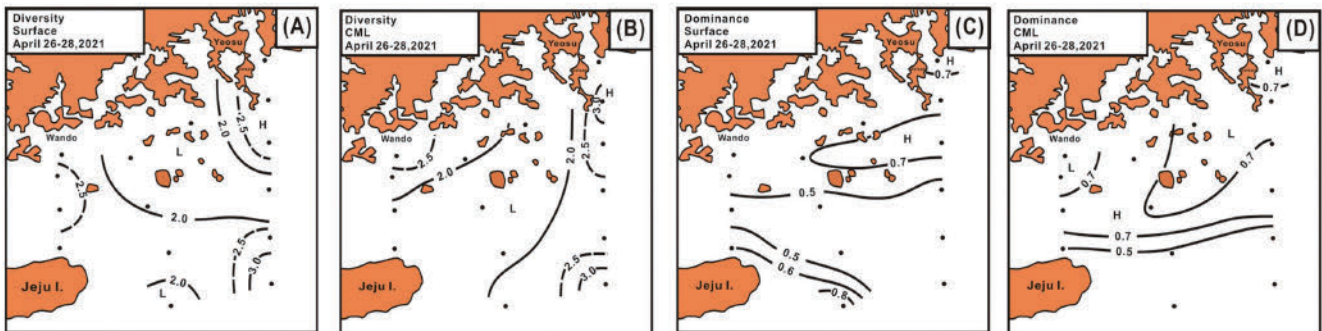 Diversity
Surface
April 26-28,2021
(A)
Yeosu
Wando
2.0
2.5
H
L
2.5
2.0
2.5
3.0
2.0
L
Jeju I.
Diversity
CML
April 26-28,2021
(B)
Yeosu
Wando
H
3.0
2.5
2.0
2.5
2.0
L
2.5
3.0
Jeju I.
Dominance
Surface
April 26-28,2021
(C)
Yeosu
Wando
H
0.7
H
0.7
0.5
0.5
0.6
0.8
Jeju I.
Dominance
CML
April 26-28,2021
(D)
Yeosu
Wando
H
0.7
L
L
0.7
0.7
H
0.7
0.5
Jeju I.